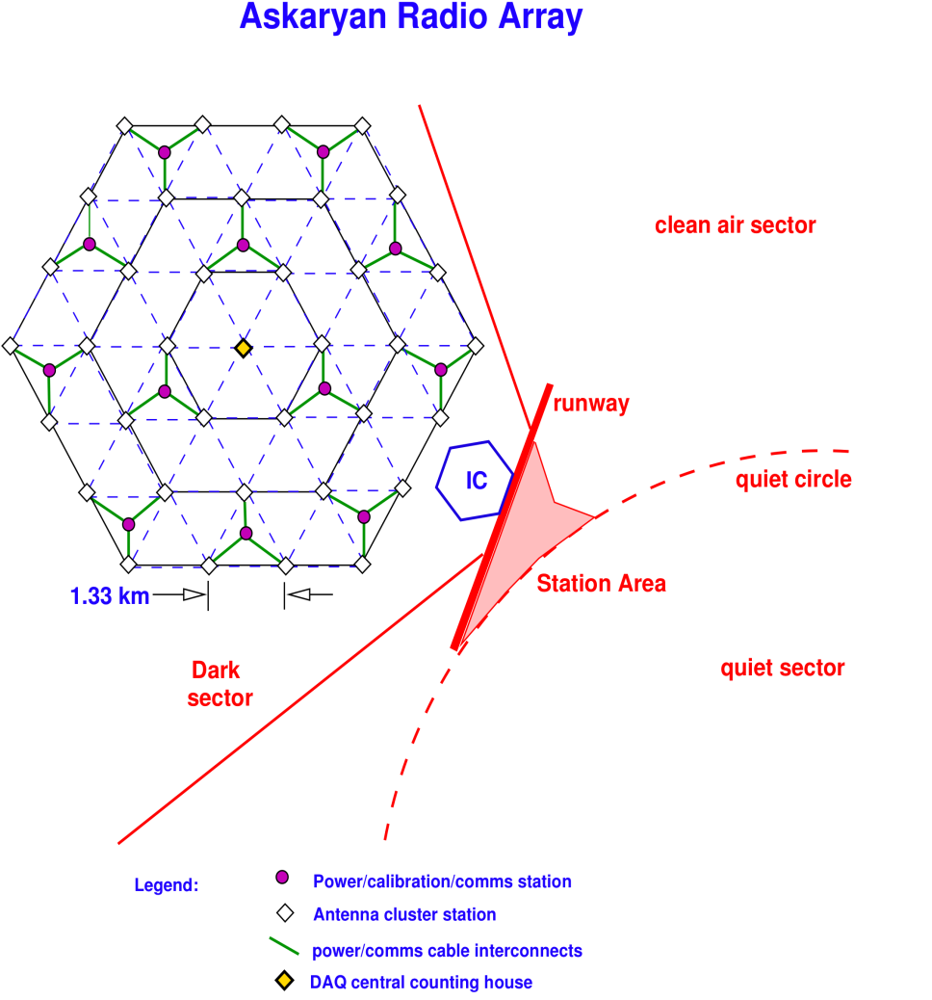 Askaryan Radio Array
clean air sector
runway
IC
quiet circle
Station Area
1.33 km
quiet sector
Dark
sector
Legend:
Power/calibration/comms station
Antenna cluster station
power/comms cable interconnects
DAQ central counting house